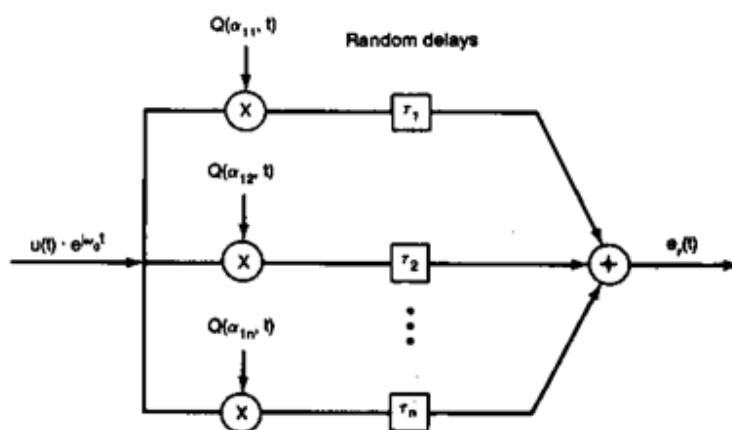 Q(α₁₁, t)
Random delays
X
τ₁
Q(α₁₂, t)
u(t) · e^{jω₀t}
X
τ₂
+
eᵣ(t)
Q(α₁ₙ, t)
X
τₙ